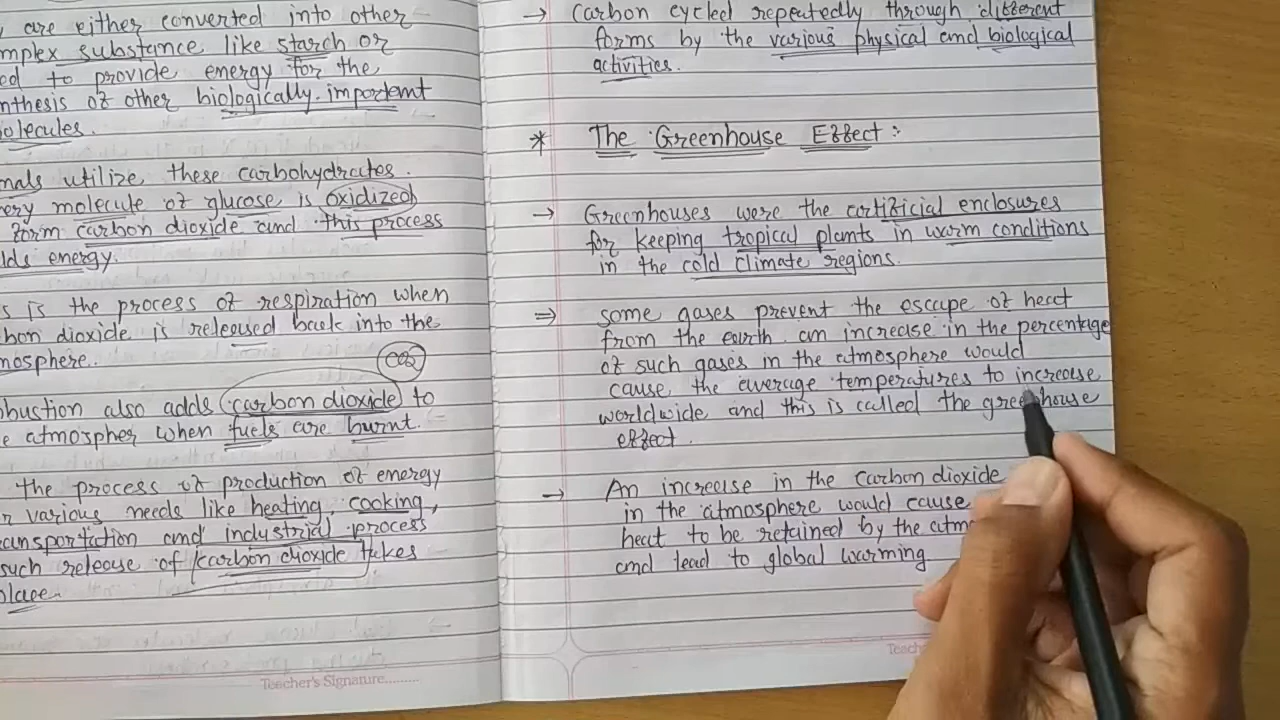 are either converted into other
mplex substance like starch or
ed to provide energy for the
nthesis of other biologically important
olecules.
mals utilize these carbohydrates.
ery molecule of glucose is oxidized
form carbon dioxide and this process
lds energy.
s is the process of respiration when
bon dioxide is released back into the
mosphere.
CO2
bustion also adds carbon dioxide to
e atmospher when fuels are burnt.
the process of production of energy
r various needs like heating, cooking,
ansportation and industrial process
such release of carbon dioxide takes
place.
Teacher's Signature.........
→ Carbon cycled repeatedly through different
forms by the various physical and biological
activities.
* The Greenhouse Effect:
→ Greenhouses were the artificial enclosures
for keeping tropical plants in warm conditions
in the cold climate regions.
⇒ some gases prevent the escape of heat
from the earth. an increase in the percentage
of such gases in the atmosphere would
cause the average temperatures to increase
worldwide and this is called the greenhouse
effect.
→ An increase in the carbon dioxide
in the atmosphere would cause
heat to be retained by the atm
and lead to global warming
Teach